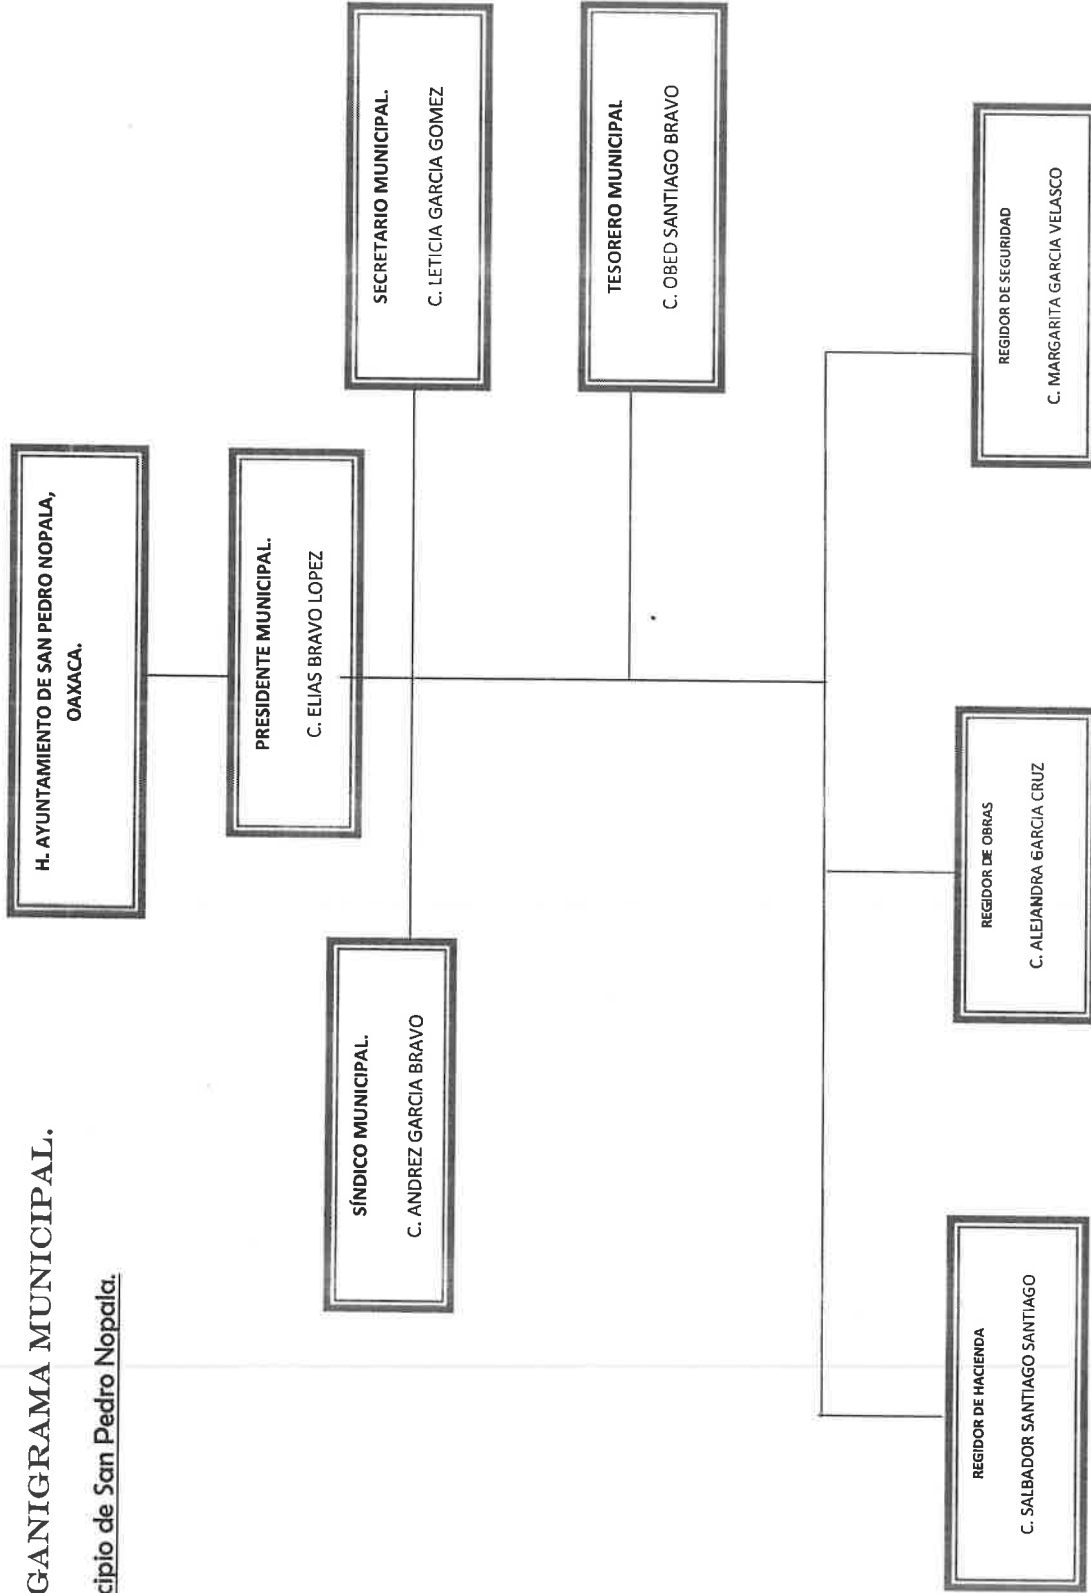 GANIGRAMA MUNICIPAL.
cipio de San Pedro Nopala.
H. AYUNTAMIENTO DE SAN PEDRO NOPALA,
OAXACA.
PRESIDENTE MUNICIPAL.
C. ELIAS BRAVO LOPEZ
SÍNDICO MUNICIPAL.
C. ANDREZ GARCIA BRAVO
SECRETARIO MUNICIPAL.
C. LETICIA GARCIA GOMEZ
TESORERO MUNICIPAL
C. OBED SANTIAGO BRAVO
REGIDOR DE HACIENDA
C. SALBADOR SANTIAGO SANTIAGO
REGIDOR DE OBRAS
C. ALEJANDRA GARCIA CRUZ
REGIDOR DE SEGURIDAD
C. MARGARITA GARCIA VELASCO